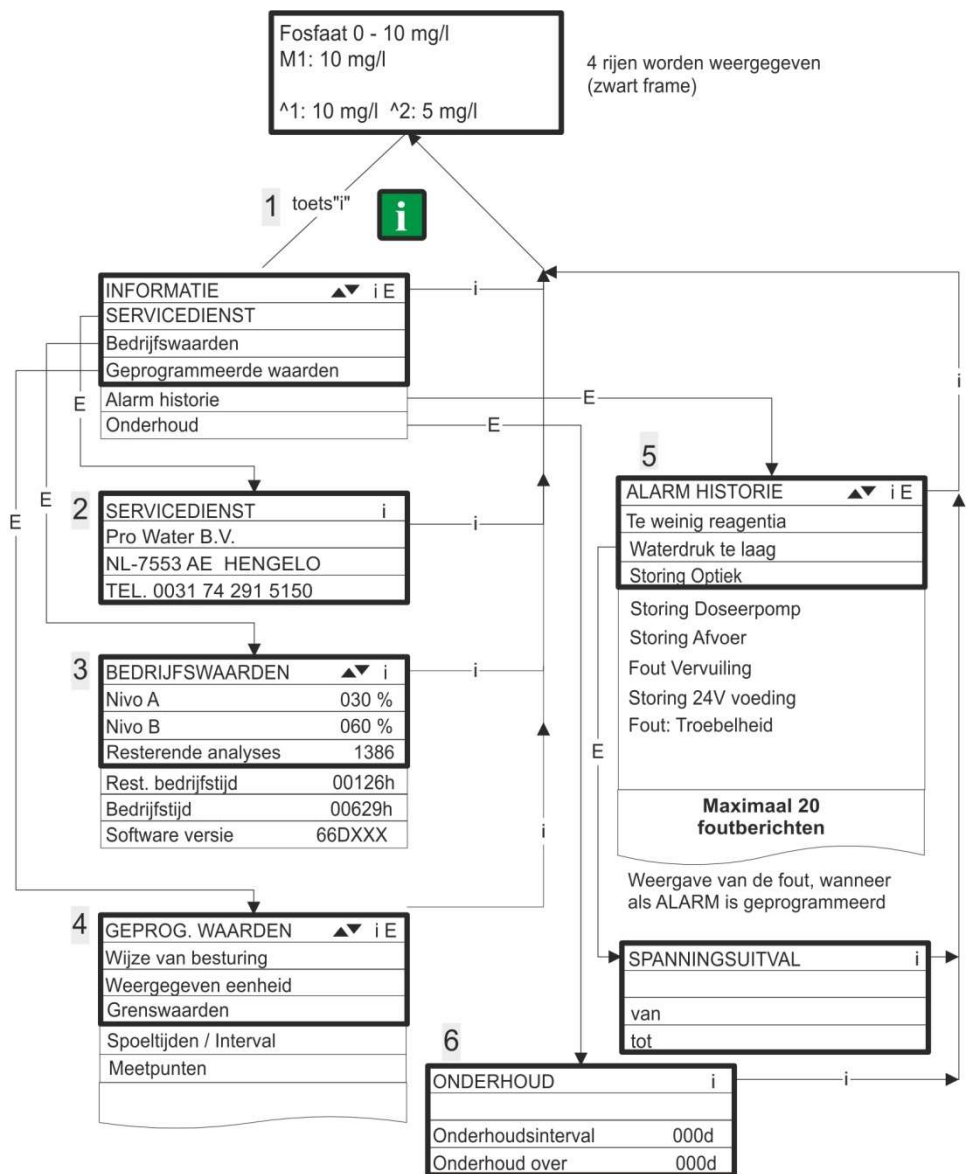 Fosfaat 0 - 10 mg/l
M1: 10 mg/l
^1: 10 mg/l ^2: 5 mg/l
4 rijen worden weergegeven
(zwart frame)
1 toets"i"
i
INFORMATIE ▲▼ i E
SERVICEDIENST
Bedrijfswaarden
Geprogrammeerde waarden
Alarm historie
Onderhoud
i
i
E
E
E
E
E
2
SERVICEDIENST i
Pro Water B.V.
NL-7553 AE HENGELO
TEL. 0031 74 291 5150
i
3
BEDRIJFSWAARDEN ▲▼ i
Nivo A 030 %
Nivo B 060 %
Resterende analyses 1386
Rest. bedrijfstijd 00126h
Bedrijfstijd 00629h
Software versie 66DXXX
i
i
4
GEPROG. WAARDEN ▲▼ i E
Wijze van besturing
Weergegeven eenheid
Grenswaarden
Spoeltijden / Interval
Meetpunten
5
ALARM HISTORIE ▲▼ i E
Te weinig reagentia
Waterdruk te laag
Storing Optiek
Storing Doseerpomp
Storing Afvoer
Fout Vervuiling
Storing 24V voeding
Fout: Troebelheid
E
Maximaal 20
foutberichten
Weergave van de fout, wanneer
als ALARM is geprogrammeerd
SPANNINGSUITVAL i
van
tot
6
ONDERHOUD i
Onderhoudsinterval 000d
Onderhoud over 000d
i